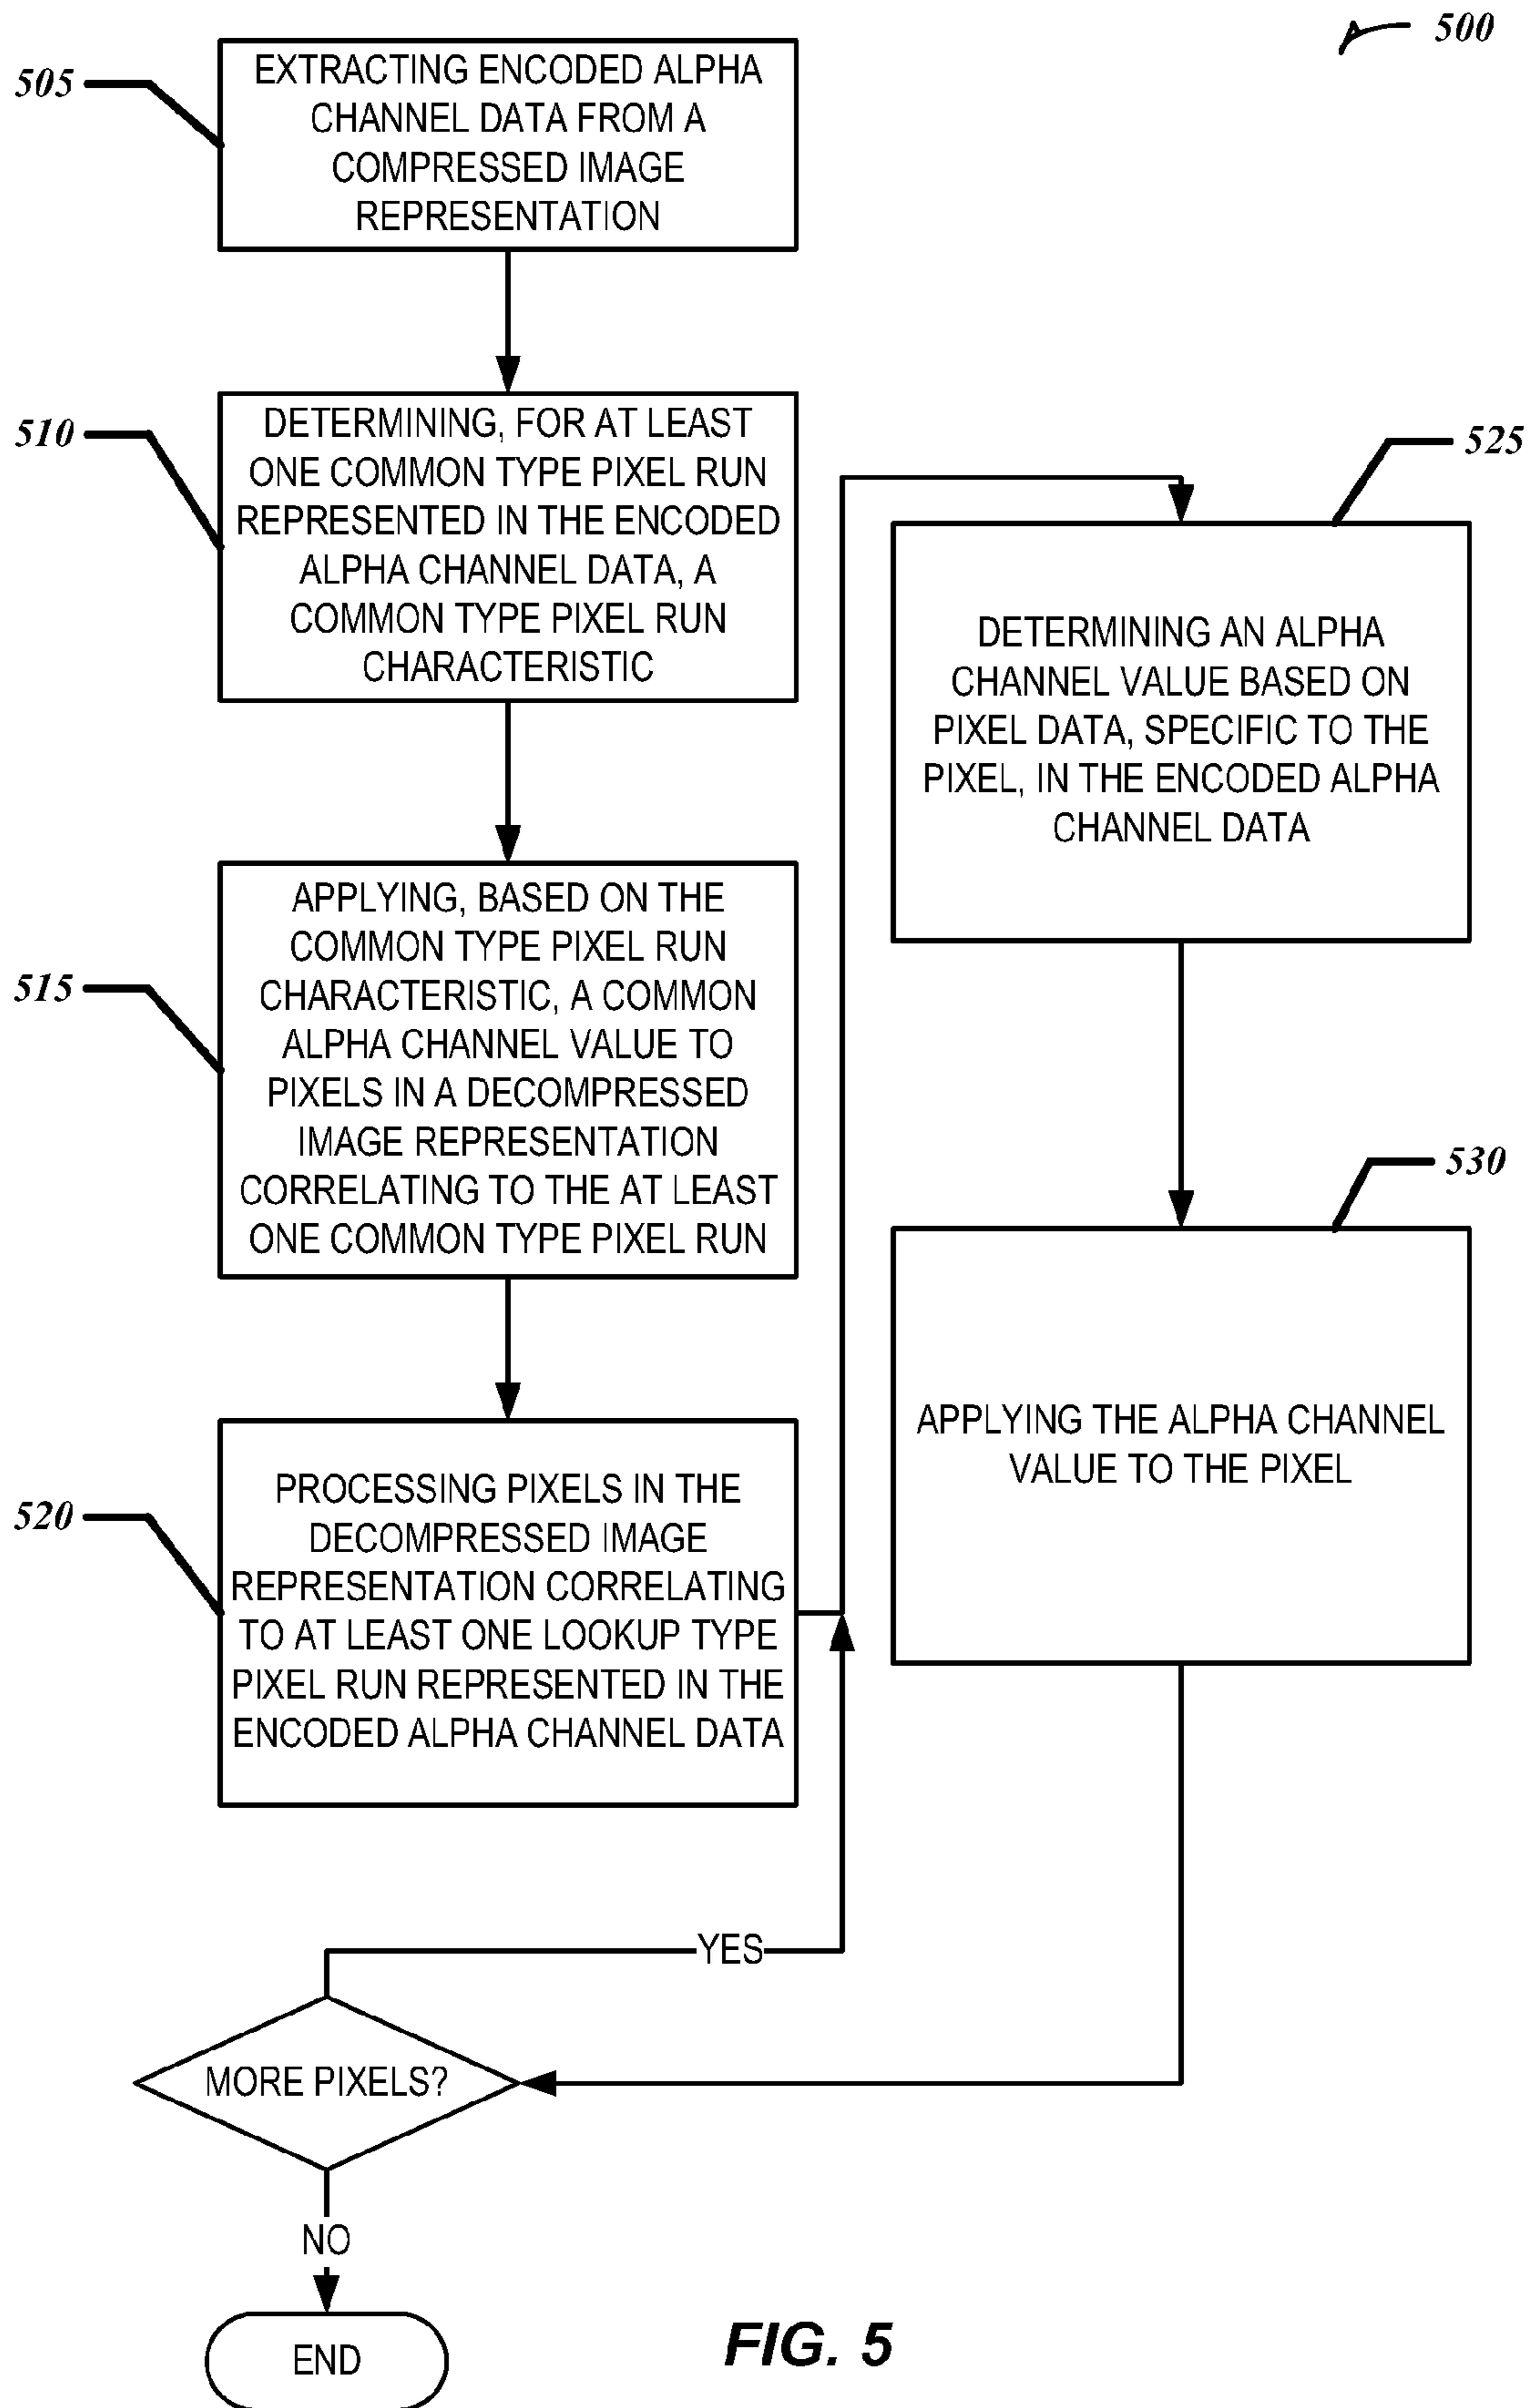 500
505
EXTRACTING ENCODED ALPHA
CHANNEL DATA FROM A
COMPRESSED IMAGE
REPRESENTATION
510
DETERMINING, FOR AT LEAST
ONE COMMON TYPE PIXEL RUN
REPRESENTED IN THE ENCODED
ALPHA CHANNEL DATA, A
COMMON TYPE PIXEL RUN
CHARACTERISTIC
515
APPLYING, BASED ON THE
COMMON TYPE PIXEL RUN
CHARACTERISTIC, A COMMON
ALPHA CHANNEL VALUE TO
PIXELS IN A DECOMPRESSED
IMAGE REPRESENTATION
CORRELATING TO THE AT LEAST
ONE COMMON TYPE PIXEL RUN
520
PROCESSING PIXELS IN THE
DECOMPRESSED IMAGE
REPRESENTATION CORRELATING
TO AT LEAST ONE LOOKUP TYPE
PIXEL RUN REPRESENTED IN THE
ENCODED ALPHA CHANNEL DATA
525
DETERMINING AN ALPHA
CHANNEL VALUE BASED ON
PIXEL DATA, SPECIFIC TO THE
PIXEL, IN THE ENCODED ALPHA
CHANNEL DATA
530
APPLYING THE ALPHA CHANNEL
VALUE TO THE PIXEL
YES
MORE PIXELS?
NO
END
FIG. 5